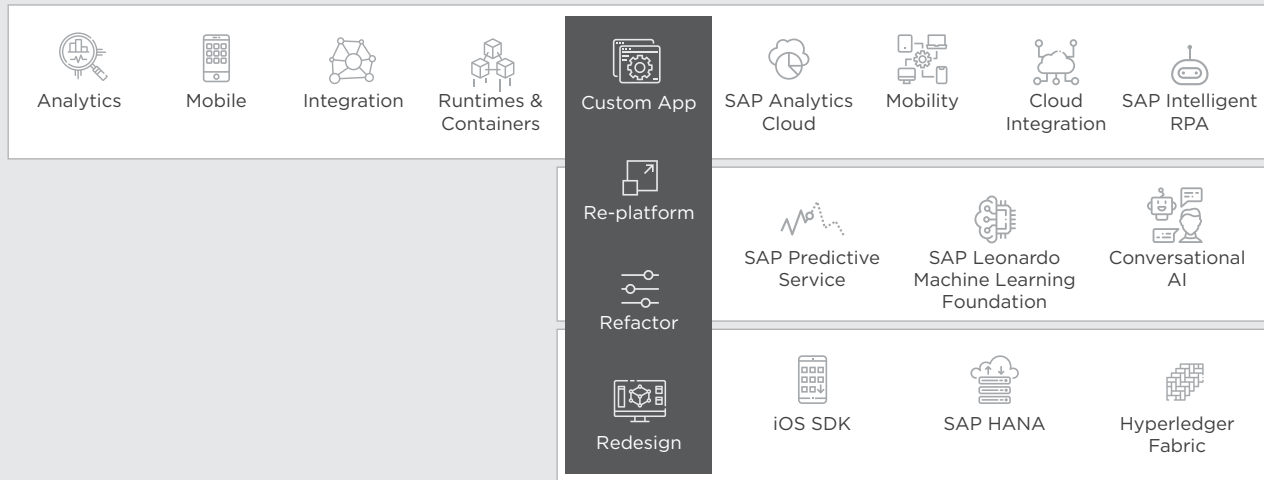 Analytics
Mobile
Integration
Runtimes &
Containers
Custom App
SAP Analytics
Cloud
Mobility
Cloud
Integration
SAP Intelligent
RPA
Re-platform
SAP Predictive
Service
SAP Leonardo
Machine Learning
Foundation
Conversational
AI
Refactor
iOS SDK
SAP HANA
Hyperledger
Fabric
Redesign